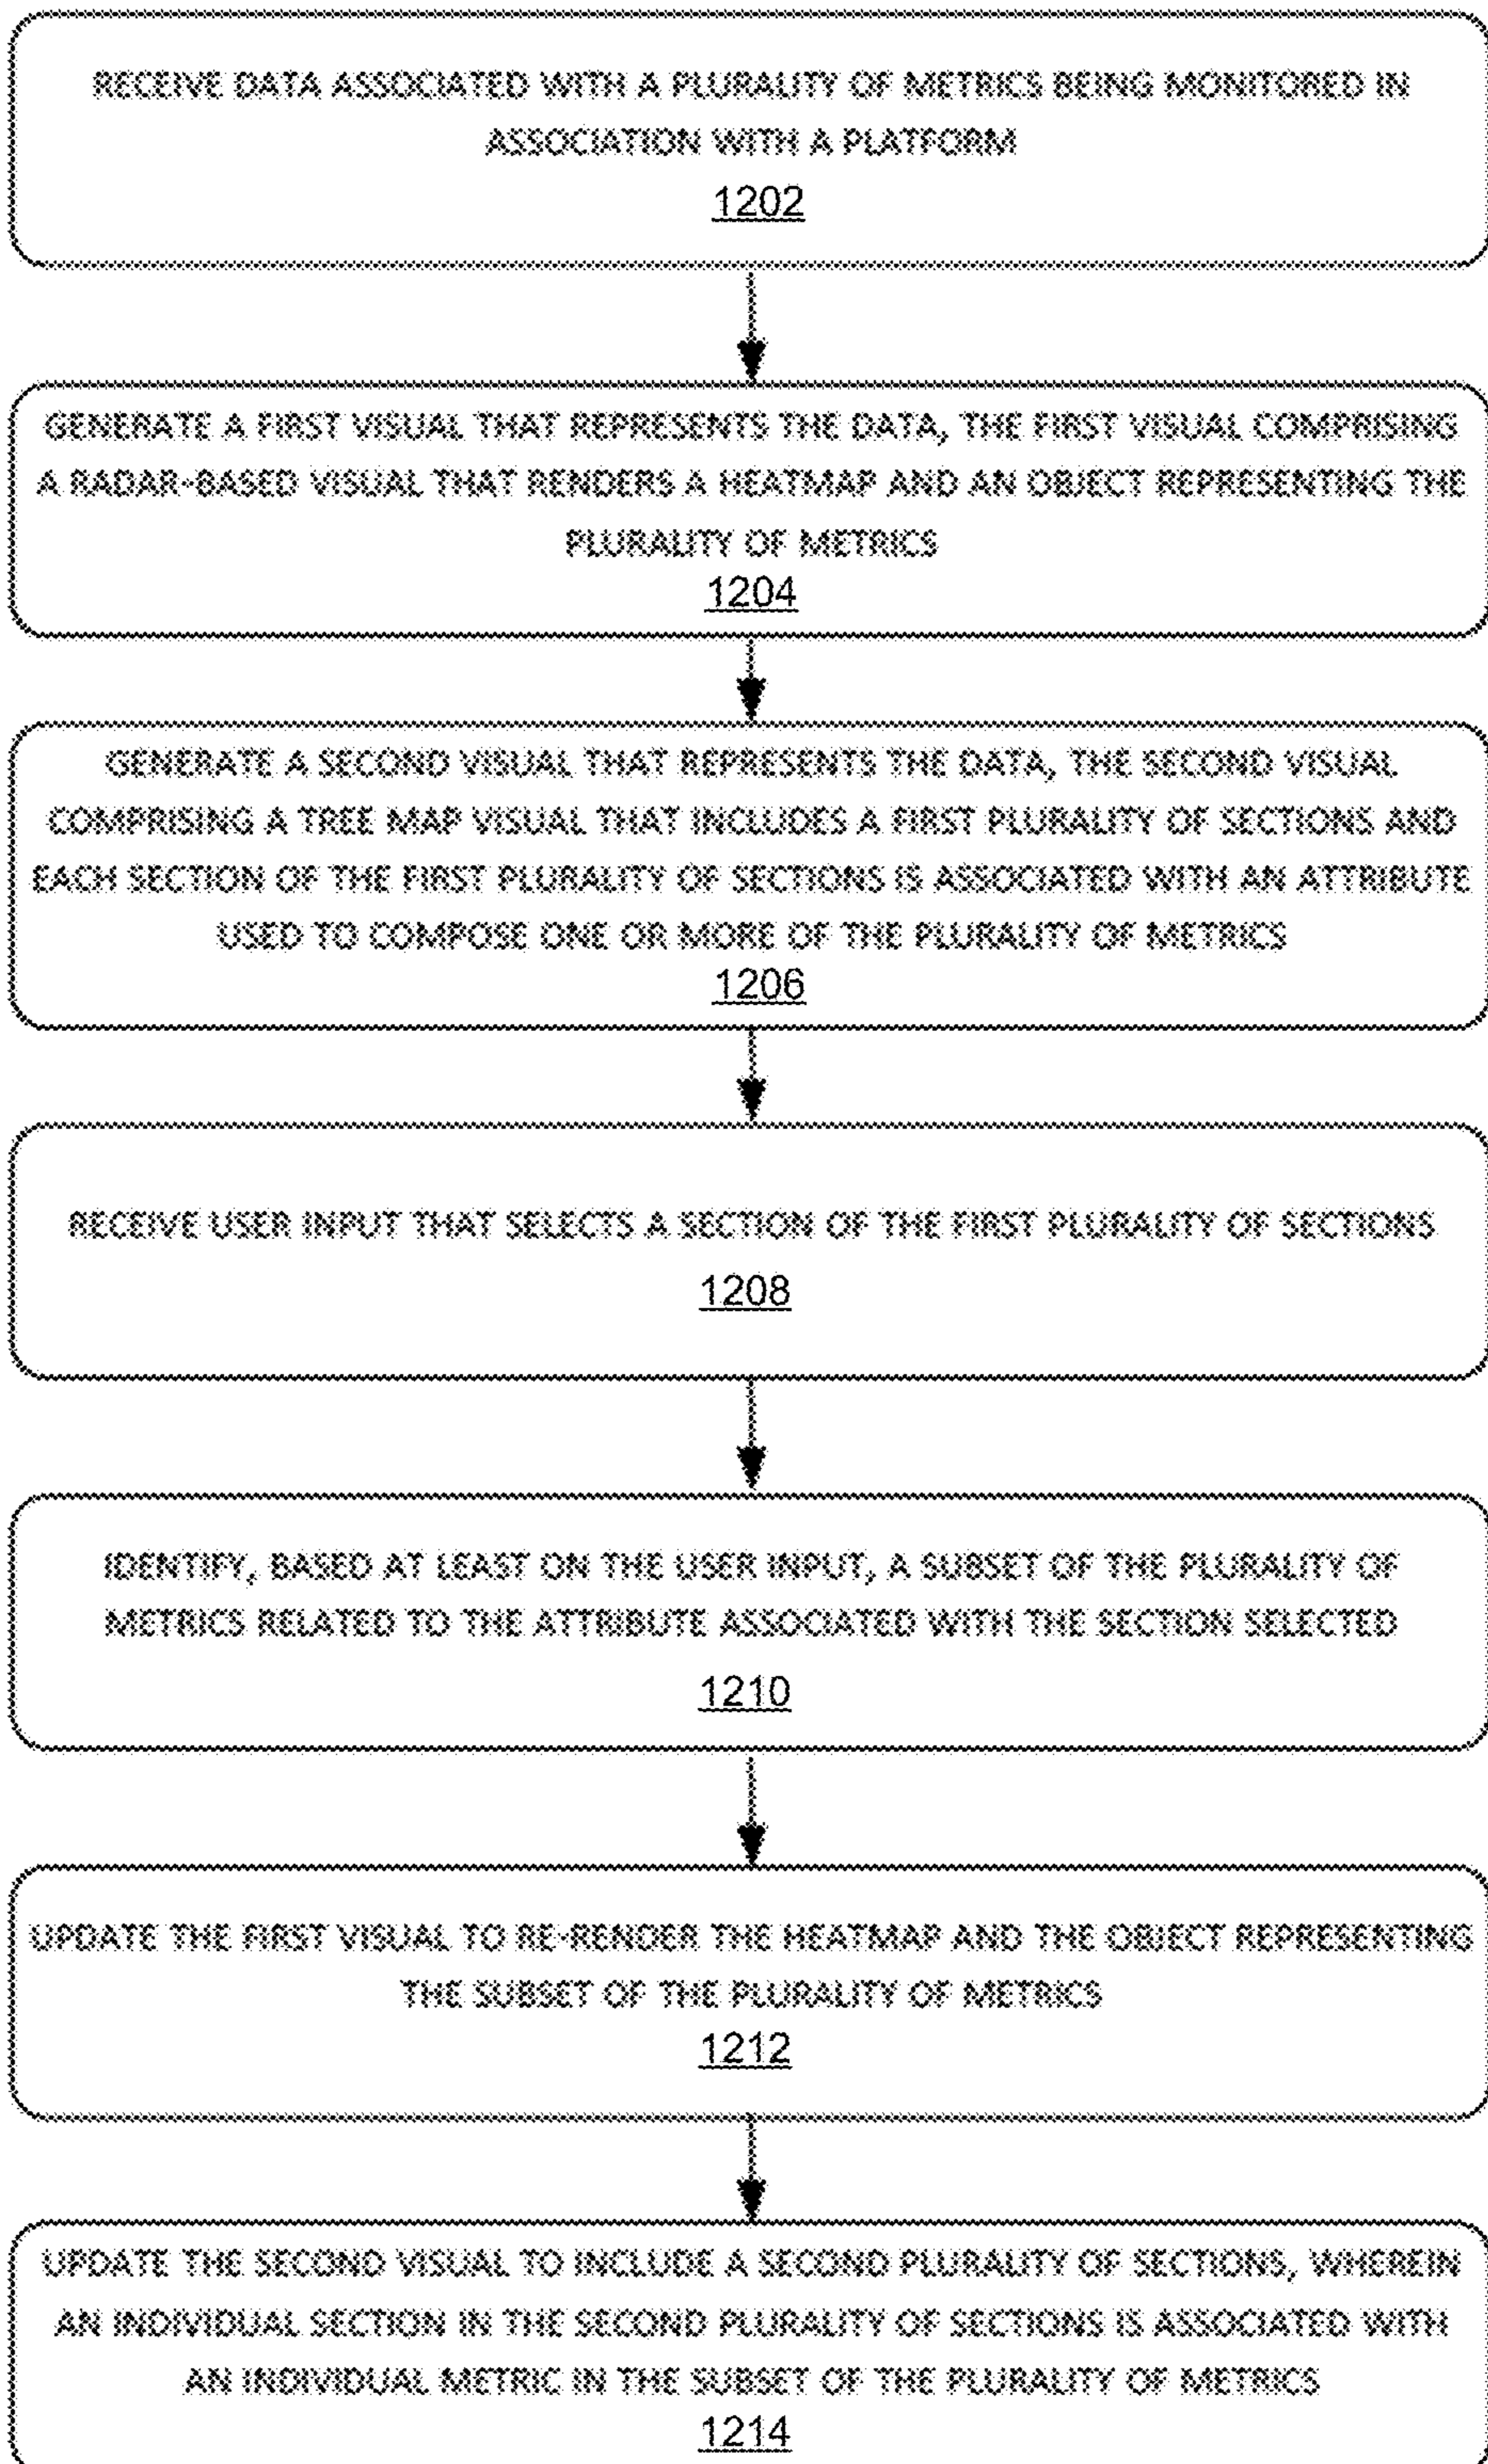 RECEIVE DATA ASSOCIATED WITH A PLURALITY OF METRICS BEING MONITORED IN
ASSOCIATION WITH A PLATFORM
1202
GENERATE A FIRST VISUAL THAT REPRESENTS THE DATA, THE FIRST VISUAL COMPRISING
A RADAR-BASED VISUAL THAT RENDERS A HEATMAP AND AN OBJECT REPRESENTING THE
PLURALITY OF METRICS
1204
GENERATE A SECOND VISUAL THAT REPRESENTS THE DATA, THE SECOND VISUAL
COMPRISING A TREE MAP VISUAL THAT INCLUDES A FIRST PLURALITY OF SECTIONS AND
EACH SECTION OF THE FIRST PLURALITY OF SECTIONS IS ASSOCIATED WITH AN ATTRIBUTE
USED TO COMPOSE ONE OR MORE OF THE PLURALITY OF METRICS
1206
RECEIVE USER INPUT THAT SELECTS A SECTION OF THE FIRST PLURALITY OF SECTIONS
1208
IDENTIFY, BASED AT LEAST ON THE USER INPUT, A SUBSET OF THE PLURALITY OF
METRICS RELATED TO THE ATTRIBUTE ASSOCIATED WITH THE SECTION SELECTED
1210
UPDATE THE FIRST VISUAL TO RE-RENDER THE HEATMAP AND THE OBJECT REPRESENTING
THE SUBSET OF THE PLURALITY OF METRICS
1212
UPDATE THE SECOND VISUAL TO INCLUDE A SECOND PLURALITY OF SECTIONS, WHEREIN
AN INDIVIDUAL SECTION IN THE SECOND PLURALITY OF SECTIONS IS ASSOCIATED WITH
AN INDIVIDUAL METRIC IN THE SUBSET OF THE PLURALITY OF METRICS
1214